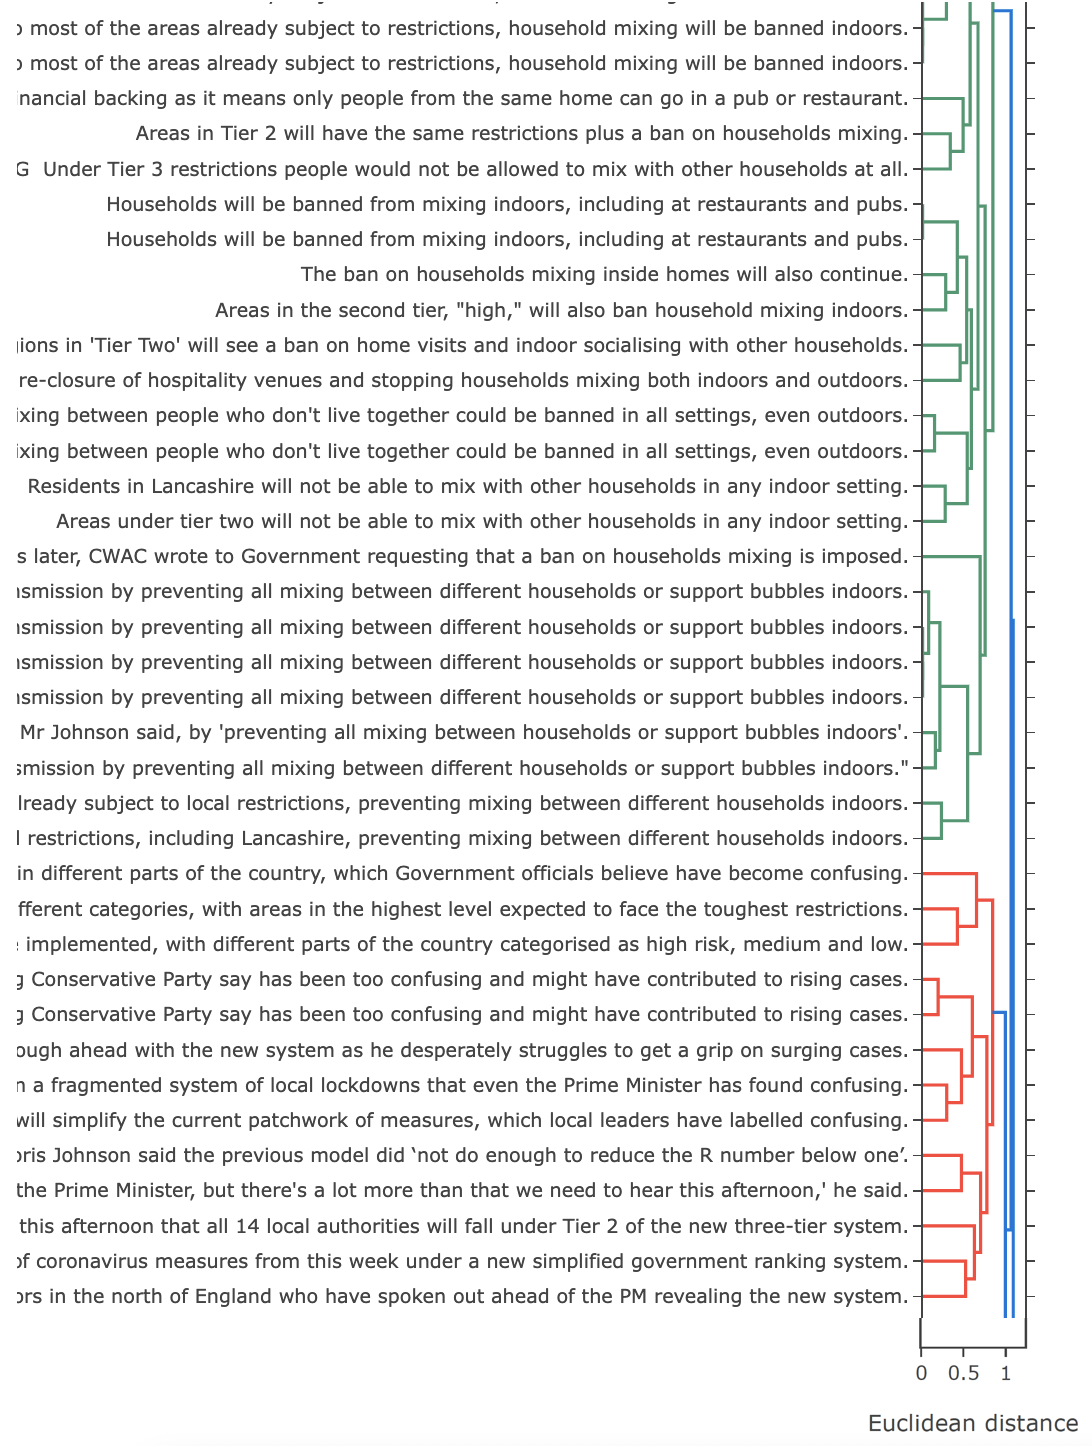 most of the areas already subject to restrictions, household mixing will be banned indoors.
most of the areas already subject to restrictions, household mixing will be banned indoors.
backing as it means only people from the same home can go in a pub or restaurant.
Areas in Tier 2 will have the same restrictions plus a ban on households mixing.
G Under Tier 3 restrictions people would not be allowed to mix with other households at all.
Households will be banned from mixing indoors, including at restaurants and pubs.
Households will be banned from mixing indoors, including at restaurants and pubs.
The ban on households mixing inside homes will also continue.
Areas in the second tier, "high," will also ban household mixing indoors.
in 'Tier Two' will see a ban on home visits and indoor socialising with other households.
re-closure of hospitality venues and stopping households mixing both indoors and outdoors.
between people who don't live together could be banned in all settings, even outdoors.
between people who don't live together could be banned in all settings, even outdoors.
Residents in Lancashire will not be able to mix with other households in any indoor setting.
Areas under tier two will not be able to mix with other households in any indoor setting.
s later, CWAC wrote to Government requesting that a ban on households mixing is imposed.
smission by preventing all mixing between different households or support bubbles indoors.
smission by preventing all mixing between different households or support bubbles indoors.
smission by preventing all mixing between different households or support bubbles indoors.
smission by preventing all mixing between different households or support bubbles indoors.
Mr Johnson said, by 'preventing all mixing between households or support bubbles indoors'.
smission by preventing all mixing between different households or support bubbles indoors."
lready subject to local restrictions, preventing mixing between different households indoors.
l restrictions, including Lancashire, preventing mixing between different households indoors.
in different parts of the country, which Government officials believe have become confusing.
fferent categories, with areas in the highest level expected to face the toughest restrictions.
implemented, with different parts of the country categorised as high risk, medium and low.
g Conservative Party say has been too confusing and might have contributed to rising cases.
g Conservative Party say has been too confusing and might have contributed to rising cases.
ough ahead with the new system as he desperately struggles to get a grip on surging cases.
n a fragmented system of local lockdowns that even the Prime Minister has found confusing.
will simplify the current patchwork of measures, which local leaders have labelled confusing.
oris Johnson said the previous model did ‘not do enough to reduce the R number below one’.
the Prime Minister, but there's a lot more than that we need to hear this afternoon,' he said.
this afternoon that all 14 local authorities will fall under Tier 2 of the new three-tier system.
of coronavirus measures from this week under a new simplified government ranking system.
ors in the north of England who have spoken out ahead of the PM revealing the new system.
0 0.5 1
Euclidean distance